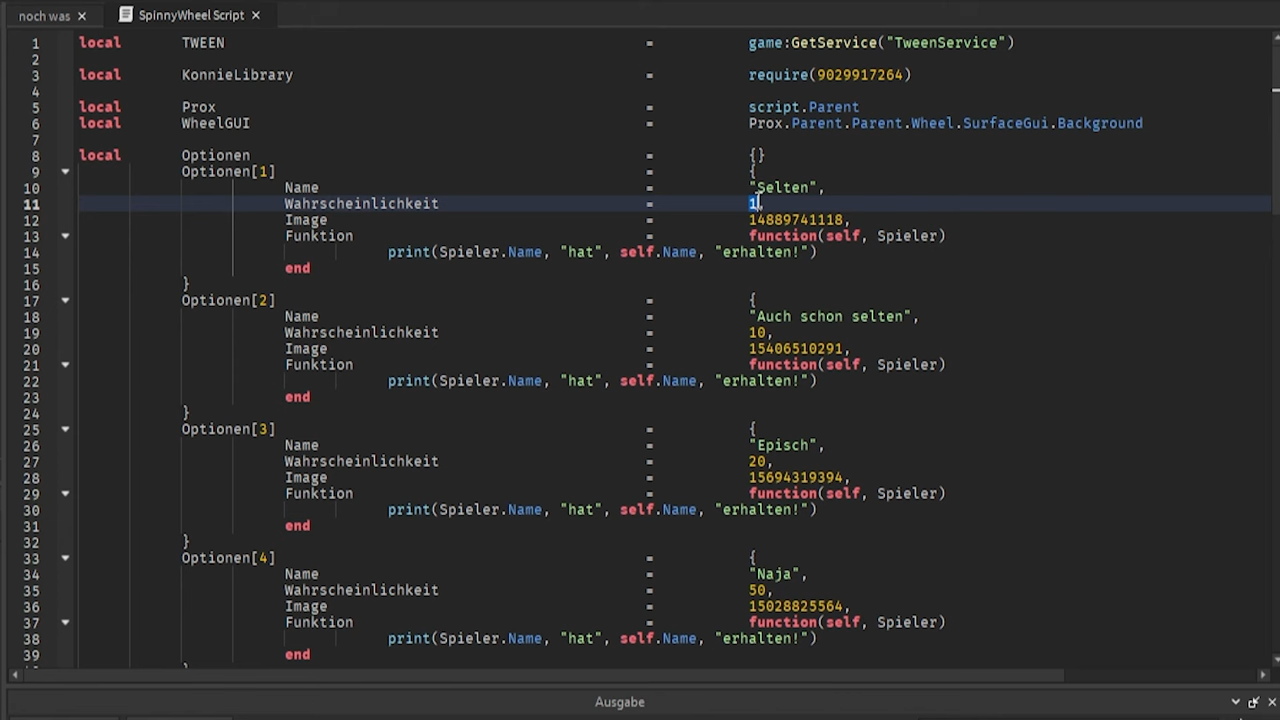 noch was
SpinnyWheel Script
1 local TWEEN = game:GetService("TweenService")
2
3 local KonnieLibrary = require(9029917264)
4
5 local Prox = script.Parent
6 local WheelGUI = Prox.Parent.Parent.Wheel.SurfaceGui.Background
7
8 local Optionen = {}
9 Optionen[1] = {
10 Name = "Selten",
11 Wahrscheinlichkeit = 1,
12 Image = 14889741118,
13 Funktion = function(self, Spieler)
14 print(Spieler.Name, "hat", self.Name, "erhalten!")
15 end
16 }
17 Optionen[2] = {
18 Name = "Auch schon selten",
19 Wahrscheinlichkeit = 10,
20 Image = 15406510291,
21 Funktion = function(self, Spieler)
22 print(Spieler.Name, "hat", self.Name, "erhalten!")
23 end
24 }
25 Optionen[3] = {
26 Name = "Episch",
27 Wahrscheinlichkeit = 20,
28 Image = 15694319394,
29 Funktion = function(self, Spieler)
30 print(Spieler.Name, "hat", self.Name, "erhalten!")
31 end
32 }
33 Optionen[4] = {
34 Name = "Naja",
35 Wahrscheinlichkeit = 50,
36 Image = 15028825564,
37 Funktion = function(self, Spieler)
38 print(Spieler.Name, "hat", self.Name, "erhalten!")
39 end
Ausgabe